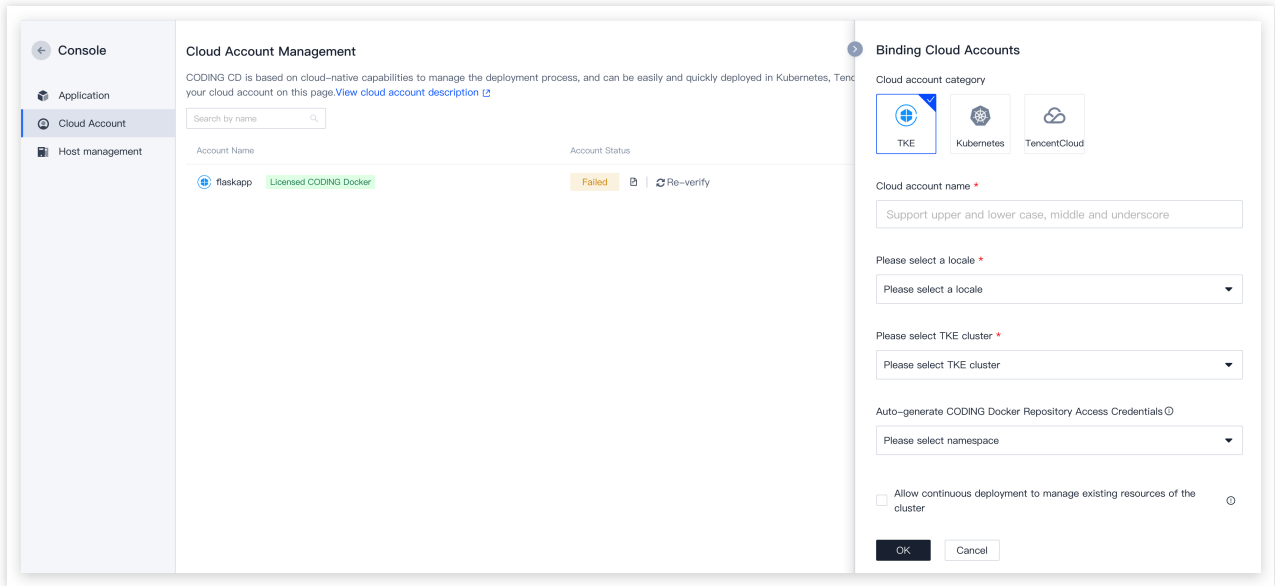 Console
Application
Cloud Account
Host management
Cloud Account Management
CODING CD is based on cloud-native capabilities to manage the deployment process, and can be easily and quickly deployed in Kubernetes, Tenc
your cloud account on this page.View cloud account description
Search by name
Account Name Account Status
flaskapp Licensed CODING Docker Failed Re-verify
Binding Cloud Accounts
Cloud account category
TKE Kubernetes TencentCloud
Cloud account name *
Support upper and lower case, middle and underscore
Please select a locale *
Please select a locale
Please select TKE cluster *
Please select TKE cluster
Auto-generate CODING Docker Repository Access Credentials
Please select namespace
Allow continuous deployment to manage existing resources of the
cluster
OK Cancel